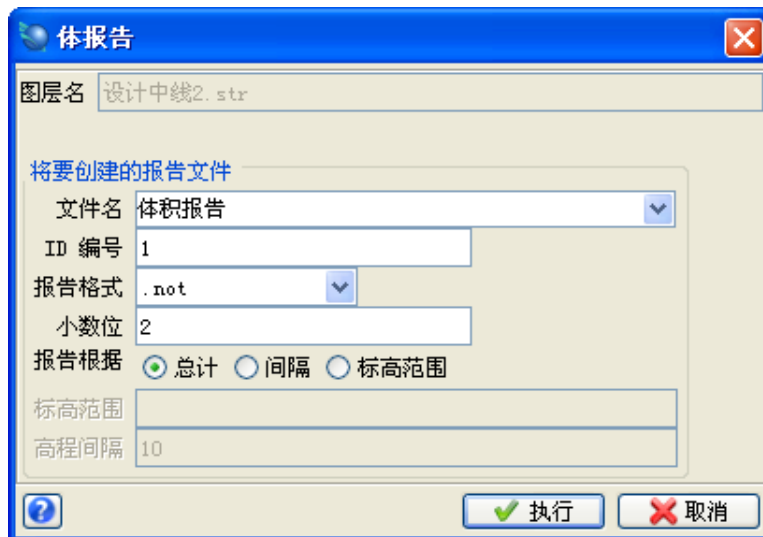 体报告
图层名 设计中线2.str
将要创建的报告文件
文件名 体积报告
ID 编号 1
报告格式 .not
小数位 2
报告根据 总计 间隔 标高范围
标高范围
高程间隔 10
? 执行 取消